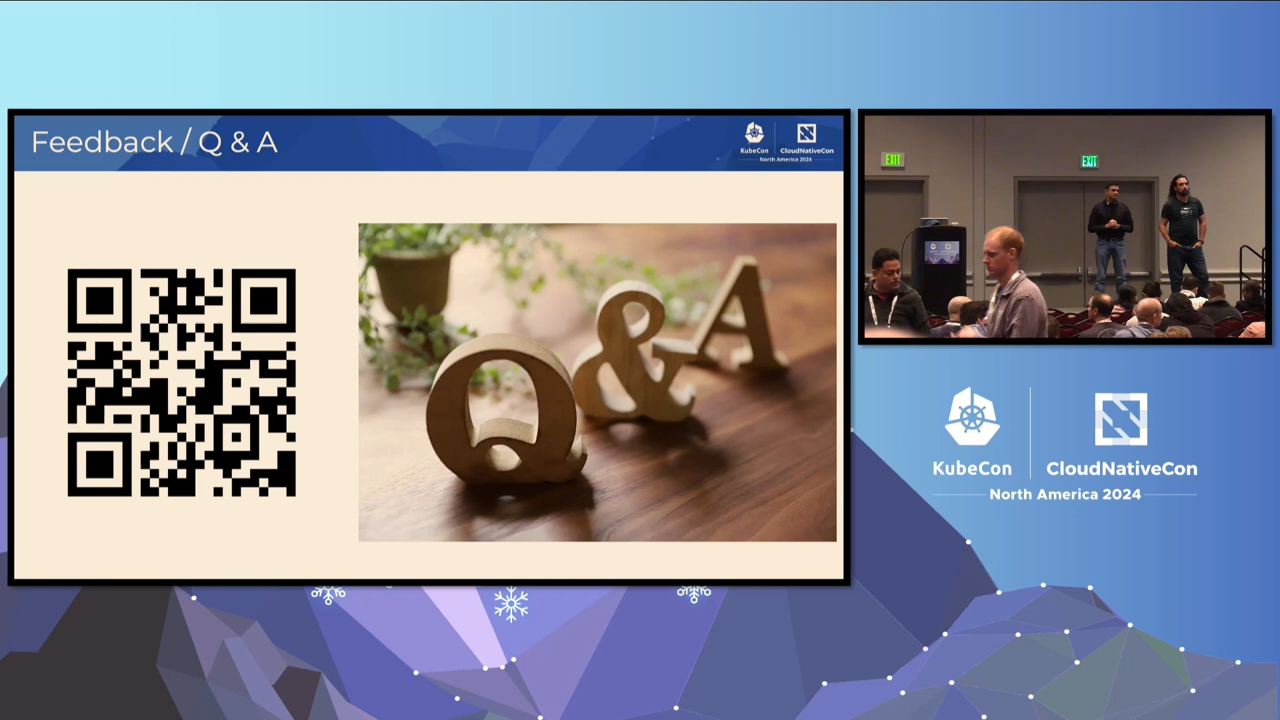 Feedback / Q & A
KubeCon
CloudNativeCon
North America 2024
Q & A
EXIT
EXIT
KubeCon
CloudNativeCon
North America 2024